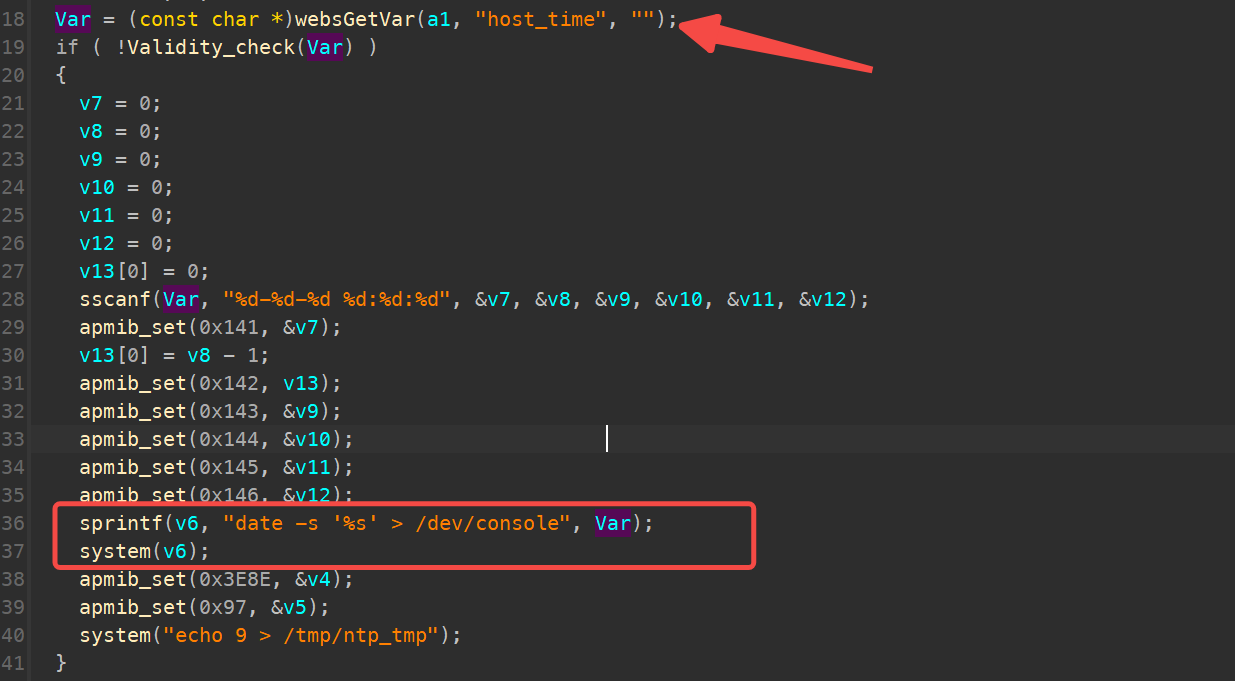 18 Var = (const char *)websGetVar(a1, "host_time", "");
19 if ( !Validity_check(Var) )
20 {
21 v7 = 0;
22 v8 = 0;
23 v9 = 0;
24 v10 = 0;
25 v11 = 0;
26 v12 = 0;
27 v13[0] = 0;
28 sscanf(Var, "%d-%d-%d %d:%d:%d", &v7, &v8, &v9, &v10, &v11, &v12);
29 apmib_set(0x141, &v7);
30 v13[0] = v8 - 1;
31 apmib_set(0x142, v13);
32 apmib_set(0x143, &v9);
33 apmib_set(0x144, &v10);
34 apmib_set(0x145, &v11);
35 apmib_set(0x146, &v12);
36 sprintf(v6, "date -s '%s' > /dev/console", Var);
37 system(v6);
38 apmib_set(0x3E8E, &v4);
39 apmib_set(0x97, &v5);
40 system("echo 9 > /tmp/ntp_tmp");
41 }